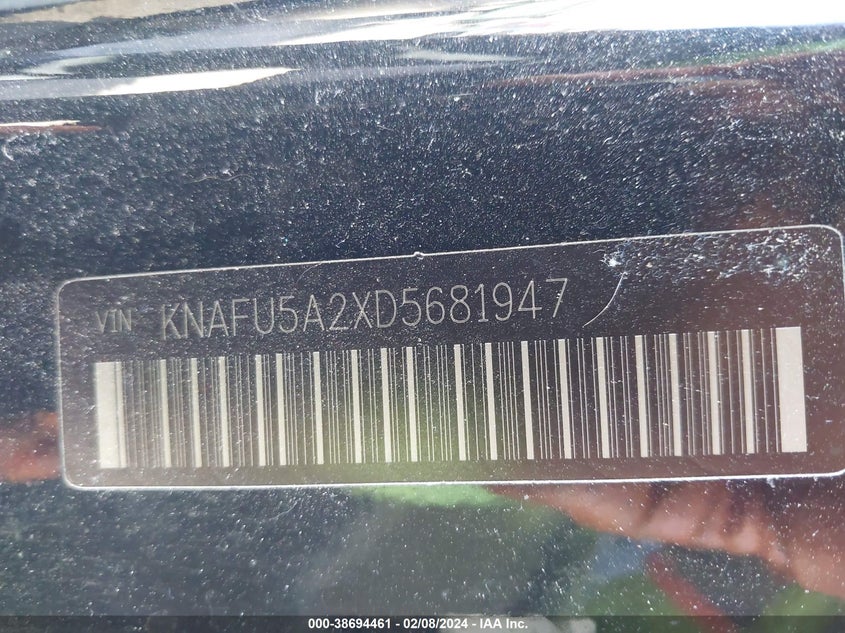 VIN KNAFU5A2XD5681947
000-38694461 - 02/08/2024 - IAA Inc.